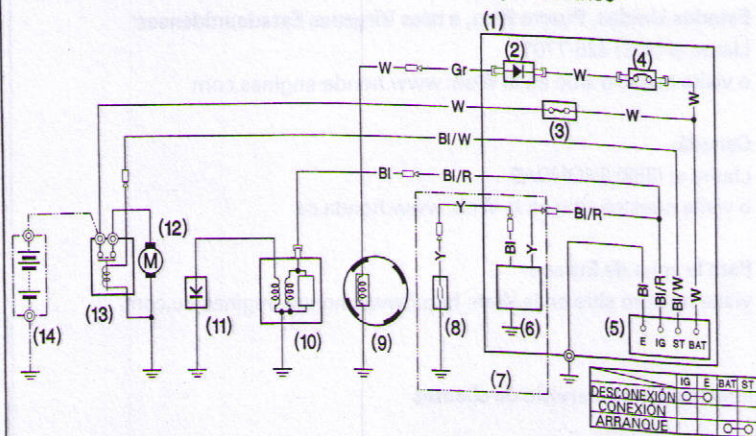 (1)
(2)
(4)
W
Gr
W
W
W
W
(3)
W
Bl/W
Bl
Bl/R
Y
Bl/R
(12)
M
Y
Bl
Bl
Bl/R
Bl/W
W
(14)
(13)
(11)
(10)
(9)
(8)
(6)
(5)
E IG ST BAT
(7)
IG E BAT ST
DESCONEXIÓN
CONEXIÓN
ARRANQUE